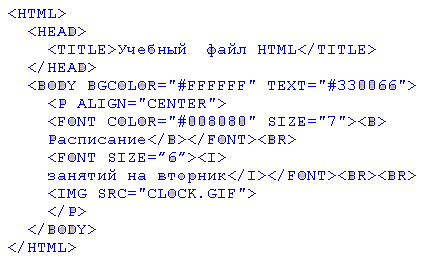 <HTML>
<HEAD>
<TITLE>Учебный файл HTML</TITLE>
</HEAD>
<BODY BGCOLOR="#FFFFFF" TEXT="#330066">
<P ALIGN="CENTER">
<FONT COLOR="#008080" SIZE="7"><B>
Расписание</B></FONT><BR>
<FONT SIZE=”6”><I>
занятий на вторник</I></FONT><BR><BR>
<IMG SRC="CLOCK.GIF">
</P>
</BODY>
</HTML>